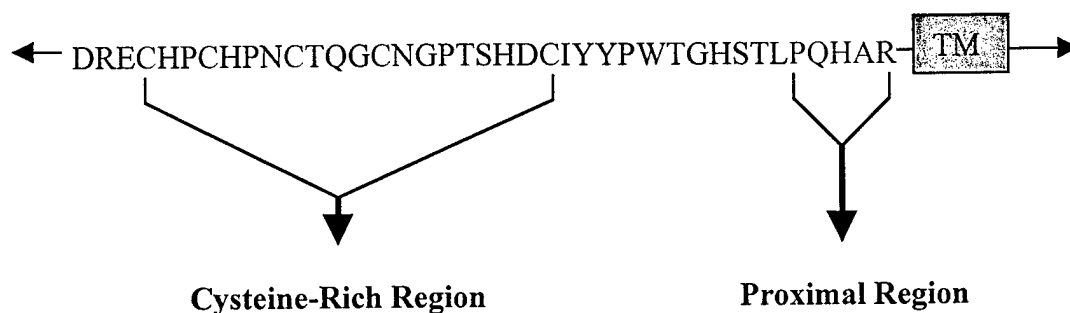 DRECHPCHPNCTQGCNGPTSHDCIYYPWTGHSTLPQHAR TM
Cysteine-Rich Region Proximal Region